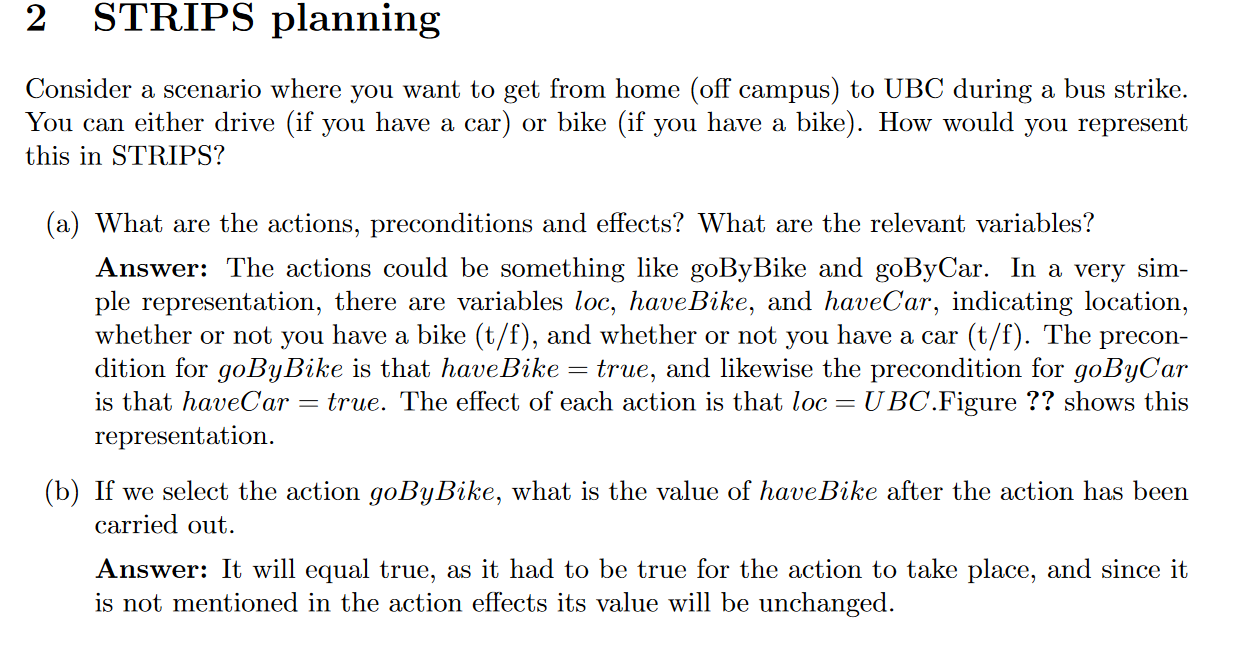 2 STRIPS planning
Consider a scenario where you want to get from home (off campus) to UBC during a bus strike.
You can either drive (if you have a car) or bike (if you have a bike). How would you represent
this in STRIPS?
(a) What are the actions, preconditions and effects? What are the relevant variables?
Answer: The actions could be something like goByBike and goByCar. In a very sim-
ple representation, there are variables loc, haveBike, and haveCar, indicating location,
whether or not you have a bike (t/f), and whether or not you have a car (t/f). The precon-
dition for goByBike is that haveBike = true, and likewise the precondition for goByCar
is that haveCar = true. The effect of each action is that loc = UBC.Figure ?? shows this
representation.
(b) If we select the action goByBike, what is the value of haveBike after the action has been
carried out.
Answer: It will equal true, as it had to be true for the action to take place, and since it
is not mentioned in the action effects its value will be unchanged.